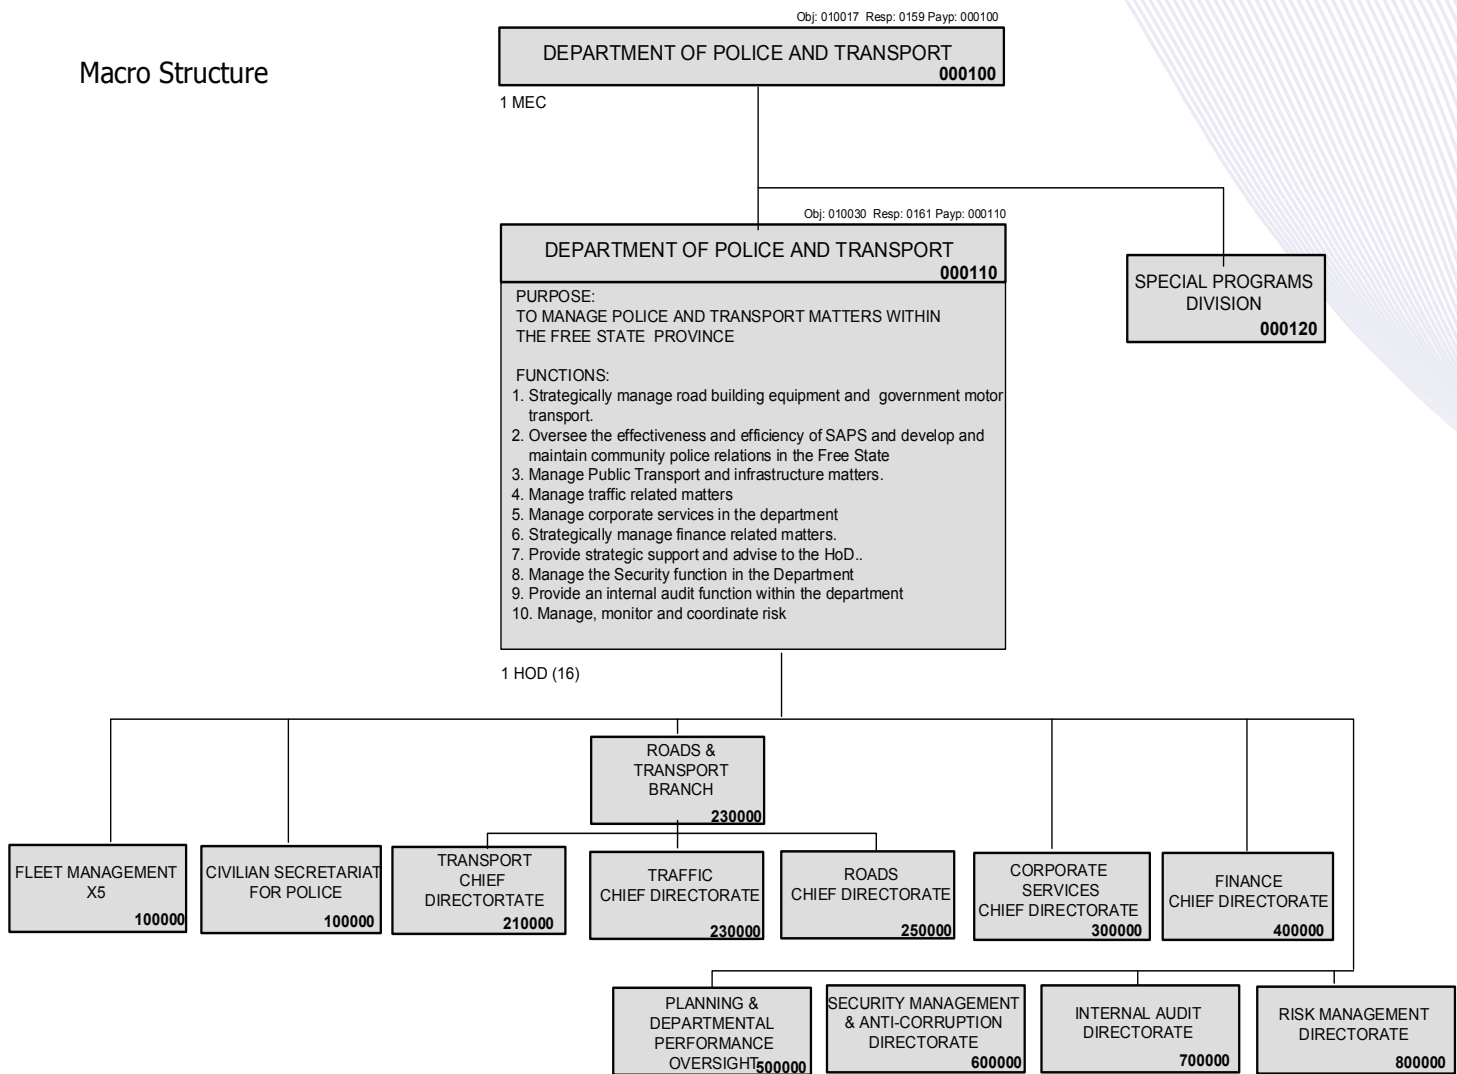 Obj: 010017 Resp: 0159 Payp: 000100
Macro Structure
DEPARTMENT OF POLICE AND TRANSPORT
000100
1 MEC
Obj: 010030 Resp: 0161 Payp: 000110
DEPARTMENT OF POLICE AND TRANSPORT
000110
SPECIAL PROGRAMS
DIVISION
000120
PURPOSE:
TO MANAGE POLICE AND TRANSPORT MATTERS WITHIN
THE FREE STATE PROVINCE
FUNCTIONS:
1. Strategically manage road building equipment and government motor
transport.
2. Oversee the effectiveness and efficiency of SAPS and develop and
maintain community police relations in the Free State
3. Manage Public Transport and infrastructure matters.
4. Manage traffic related matters
5. Manage corporate services in the department
6. Strategically manage finance related matters.
7. Provide strategic support and advise to the HoD..
8. Manage the Security function in the Department
9. Provide an internal audit function within the department
10. Manage, monitor and coordinate risk
1 HOD (16)
ROADS &
TRANSPORT
BRANCH
230000
FLEET MANAGEMENT
X5
100000
CIVILIAN SECRETARIAT
FOR POLICE
100000
TRANSPORT
CHIEF
DIRECTORTATE
210000
TRAFFIC
CHIEF DIRECTORATE
230000
ROADS
CHIEF DIRECTORATE
250000
CORPORATE
SERVICES
CHIEF DIRECTORATE
300000
FINANCE
CHIEF DIRECTORATE
400000
PLANNING &
DEPARTMENTAL
PERFORMANCE
OVERSIGHT 500000
SECURITY MANAGEMENT
& ANTI-CORRUPTION
DIRECTORATE
600000
INTERNAL AUDIT
DIRECTORATE
700000
RISK MANAGEMENT
DIRECTORATE
800000